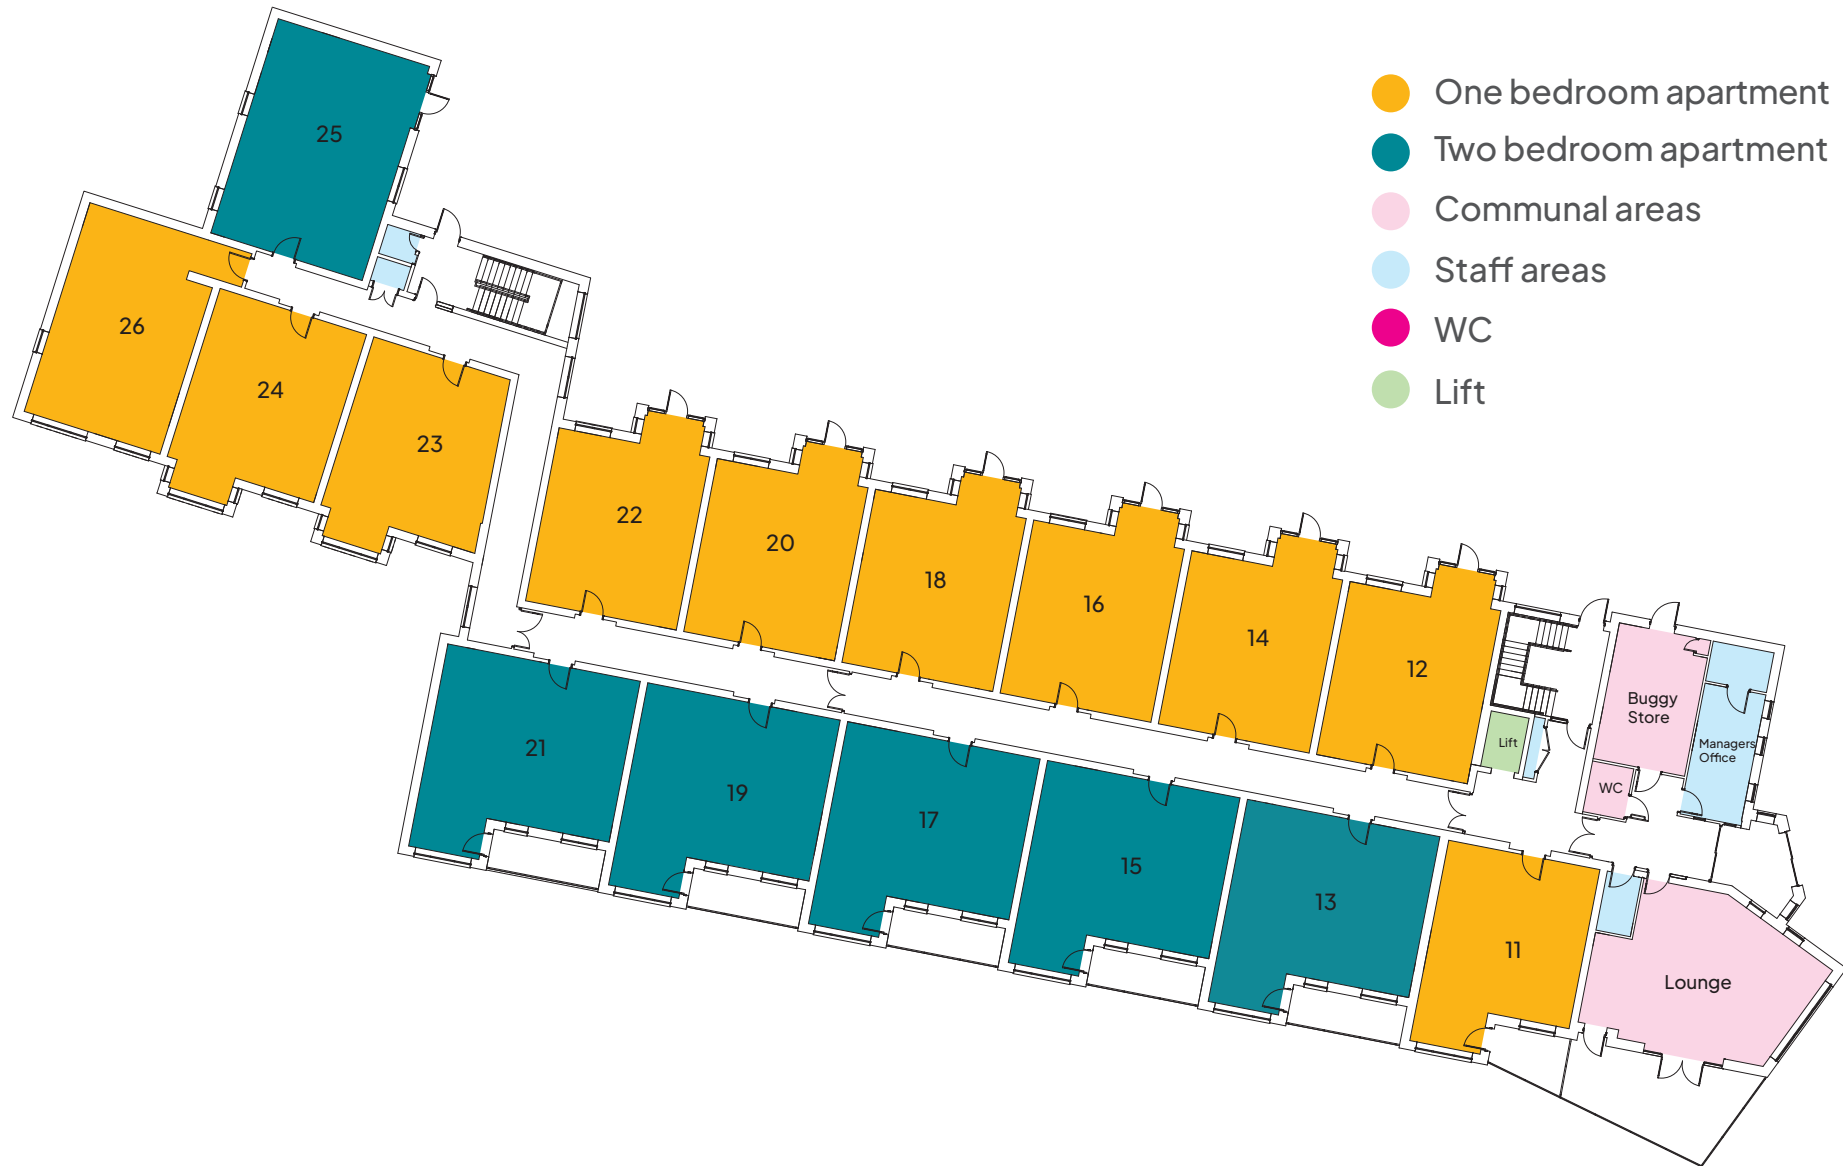 One bedroom apartment
Two bedroom apartment
Communal areas
Staff areas
WC
Lift
25
26
24
23
22
20
18
16
14
12
Buggy
Store
Lift
Managers
Office
WC
21
19
17
15
13
11
Lounge